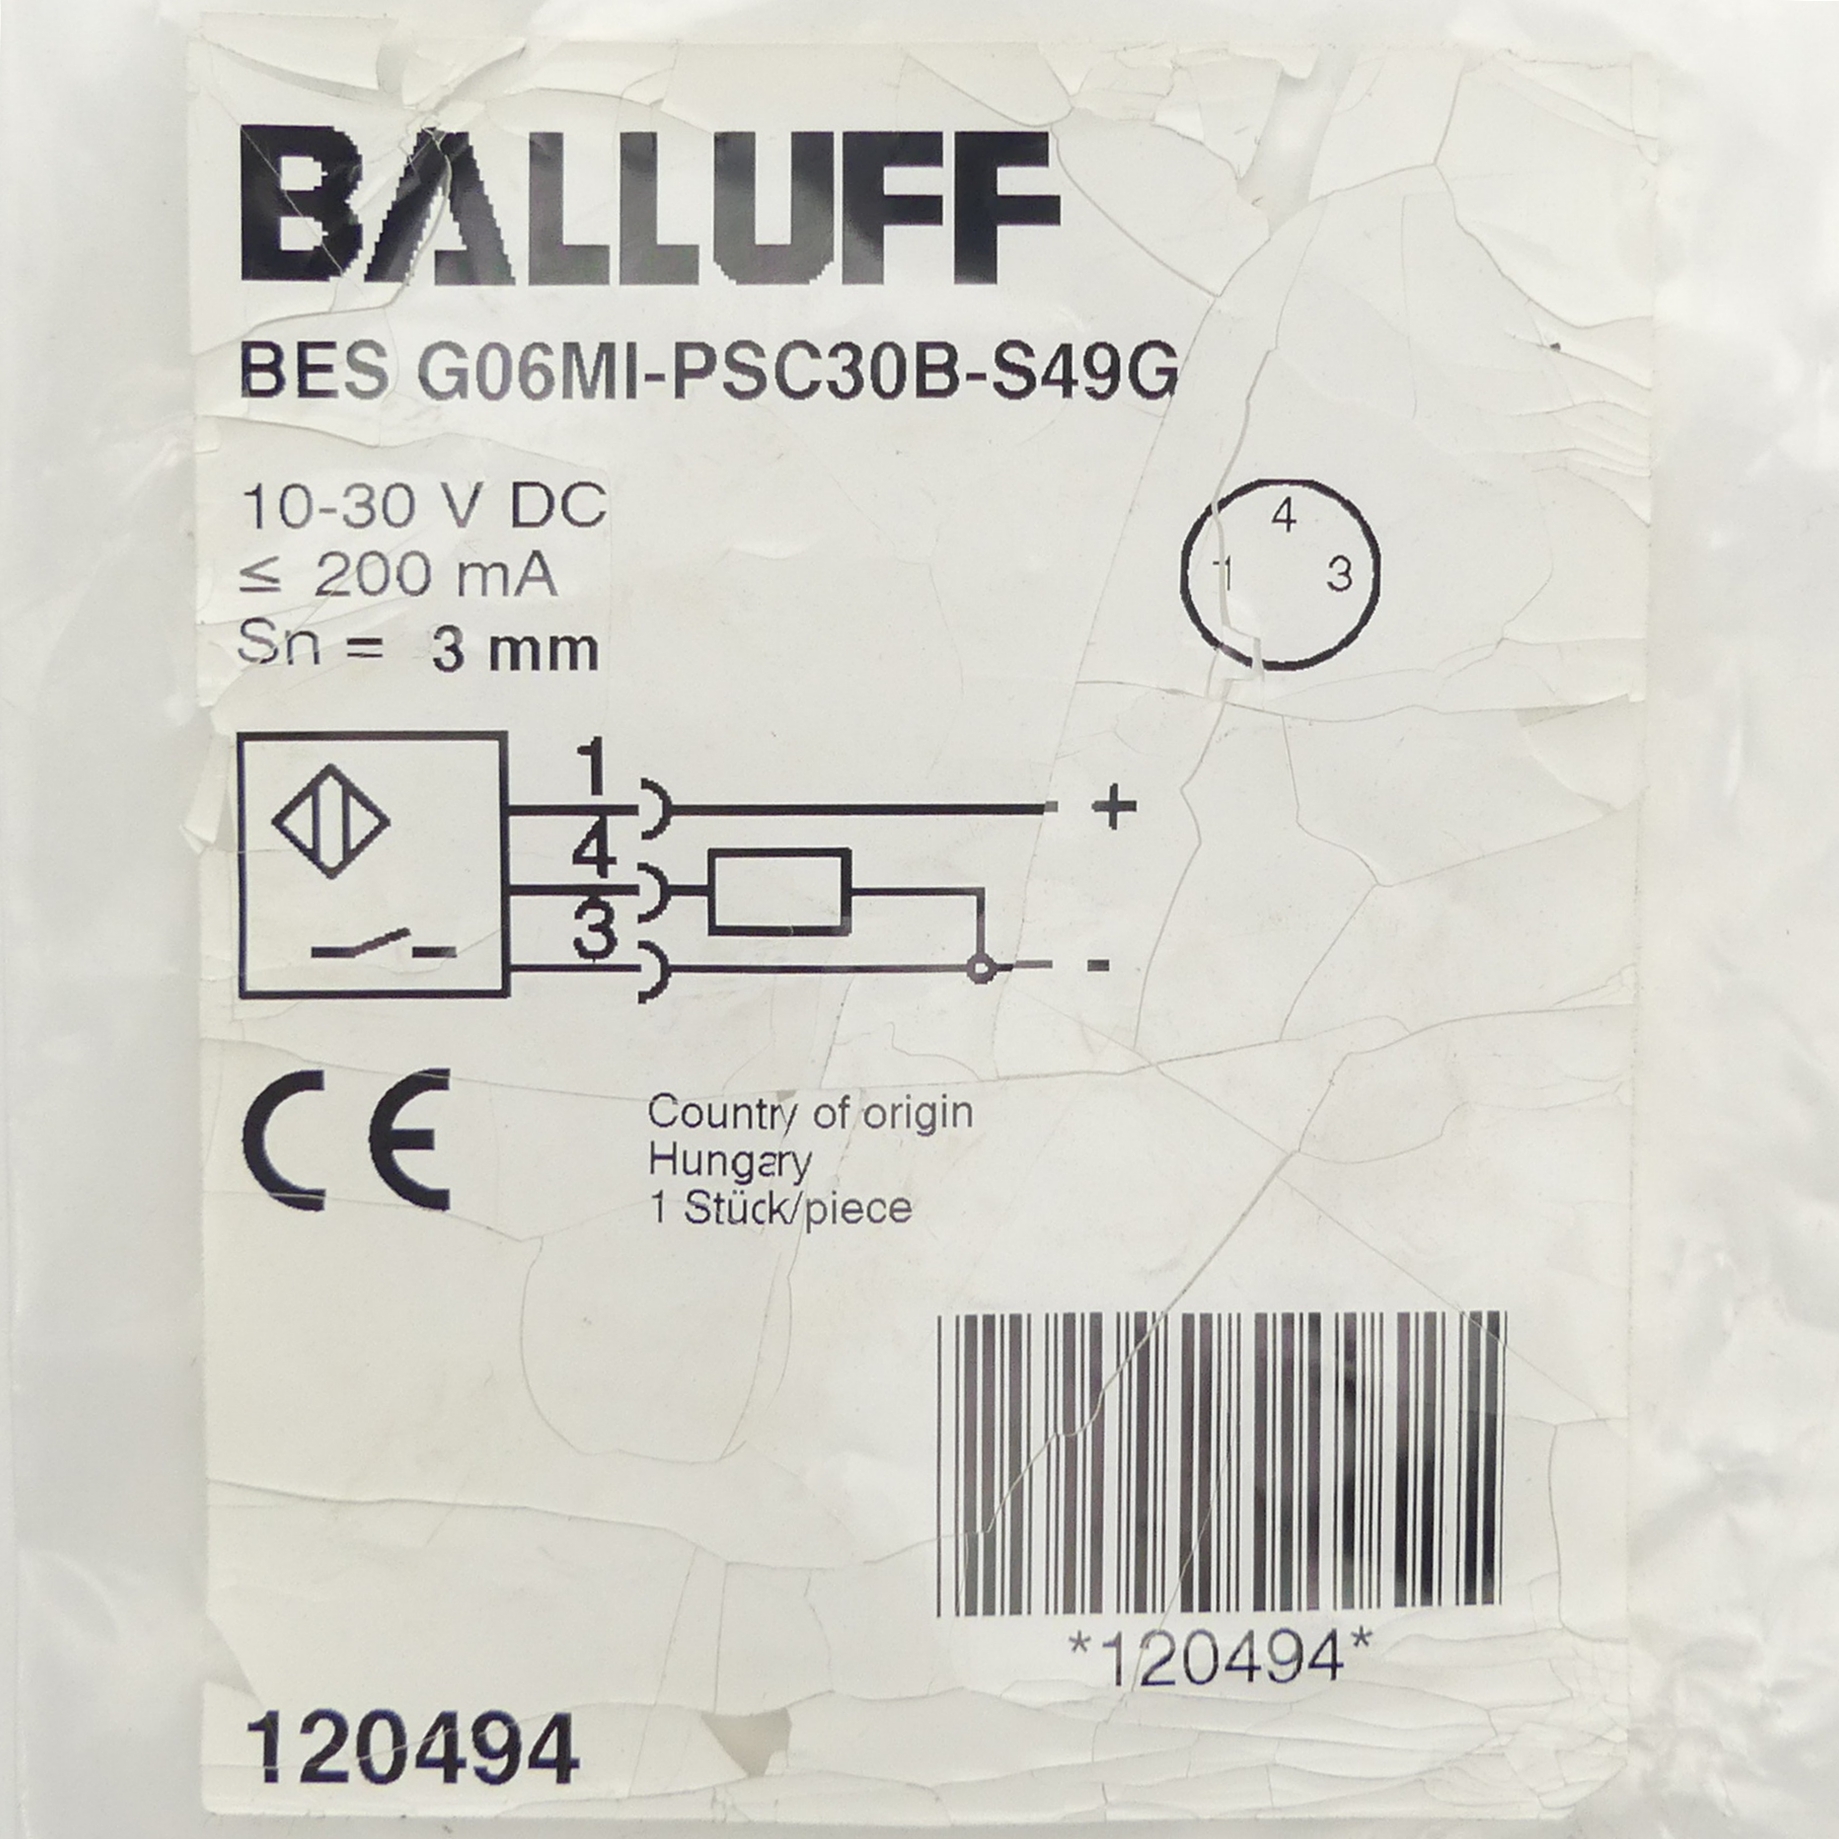 BALLUFF
BES G06MI-PSC30B-S49G
10-30 V DC
≤ 200 mA
Sn = 3 mm
4
1 3
1
+
4
3
-
CE
Country of origin
Hungary
1 Stück/piece
*120494*
120494